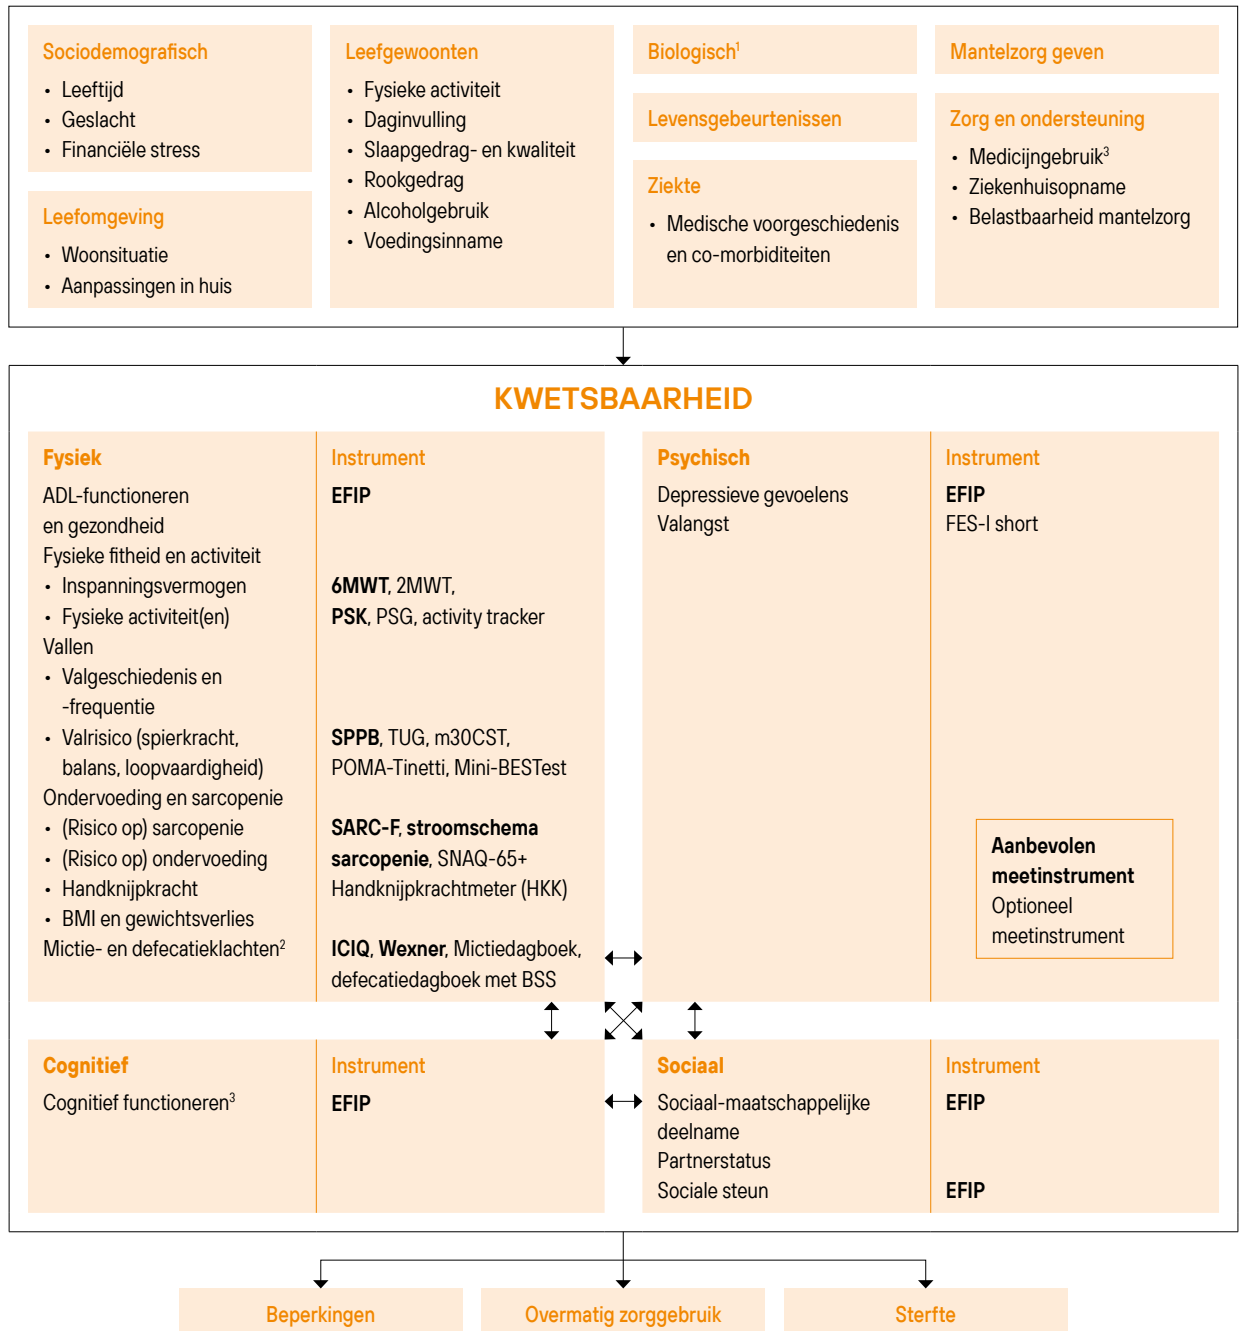 Sociodemografisch
• Leeftijd
• Geslacht
• Financiële stress
Leefomgeving
• Woonsituatie
• Aanpassingen in huis
Leefgewoonten
• Fysieke activiteit
• Daginvulling
• Slaapgedrag- en kwaliteit
• Rookgedrag
• Alcoholgebruik
• Voedingsinname
Biologisch¹
Levensgebeurtenissen
Ziekte
• Medische voorgeschiedenis
en co-morbiditeiten
Mantelzorg geven
Zorg en ondersteuning
• Medicijngebruik³
• Ziekenhuisopname
• Belastbaarheid mantelzorg
KWETSBAARHEID
Fysiek
ADL-functioneren
en gezondheid
Fysieke fitheid en activiteit
• Inspanningsvermogen
• Fysieke activiteit(en)
Vallen
• Valgeschiedenis en
-frequentie
• Valrisico (spierkracht,
balans, loopvaardigheid)
Ondervoeding en sarcopenie
• (Risico op) sarcopenie
• (Risico op) ondervoeding
• Handknijpkracht
• BMI en gewichtsverlies
Mictie- en defecatieklachten²
Instrument
EFIP
6MWT, 2MWT,
PSK, PSG, activity tracker
SPPB, TUG, m30CST,
POMA-Tinetti, Mini-BESTest
SARC-F, stroomschema
sarcopenie, SNAQ-65+
Handknijpkrachtmeter (HKK)
ICIQ, Wexner, Mictiedagboek,
defecatiedagboek met BSS
Psychisch
Depressieve gevoelens
Valangst
Instrument
EFIP
FES-I short
Aanbevolen
meetinstrument
Optioneel
meetinstrument
Cognitief
Cognitief functioneren³
Instrument
EFIP
Sociaal
Sociaal-maatschappelijke
deelname
Partnerstatus
Sociale steun
Instrument
EFIP
EFIP
Beperkingen
Overmatig zorggebruik
Sterfte